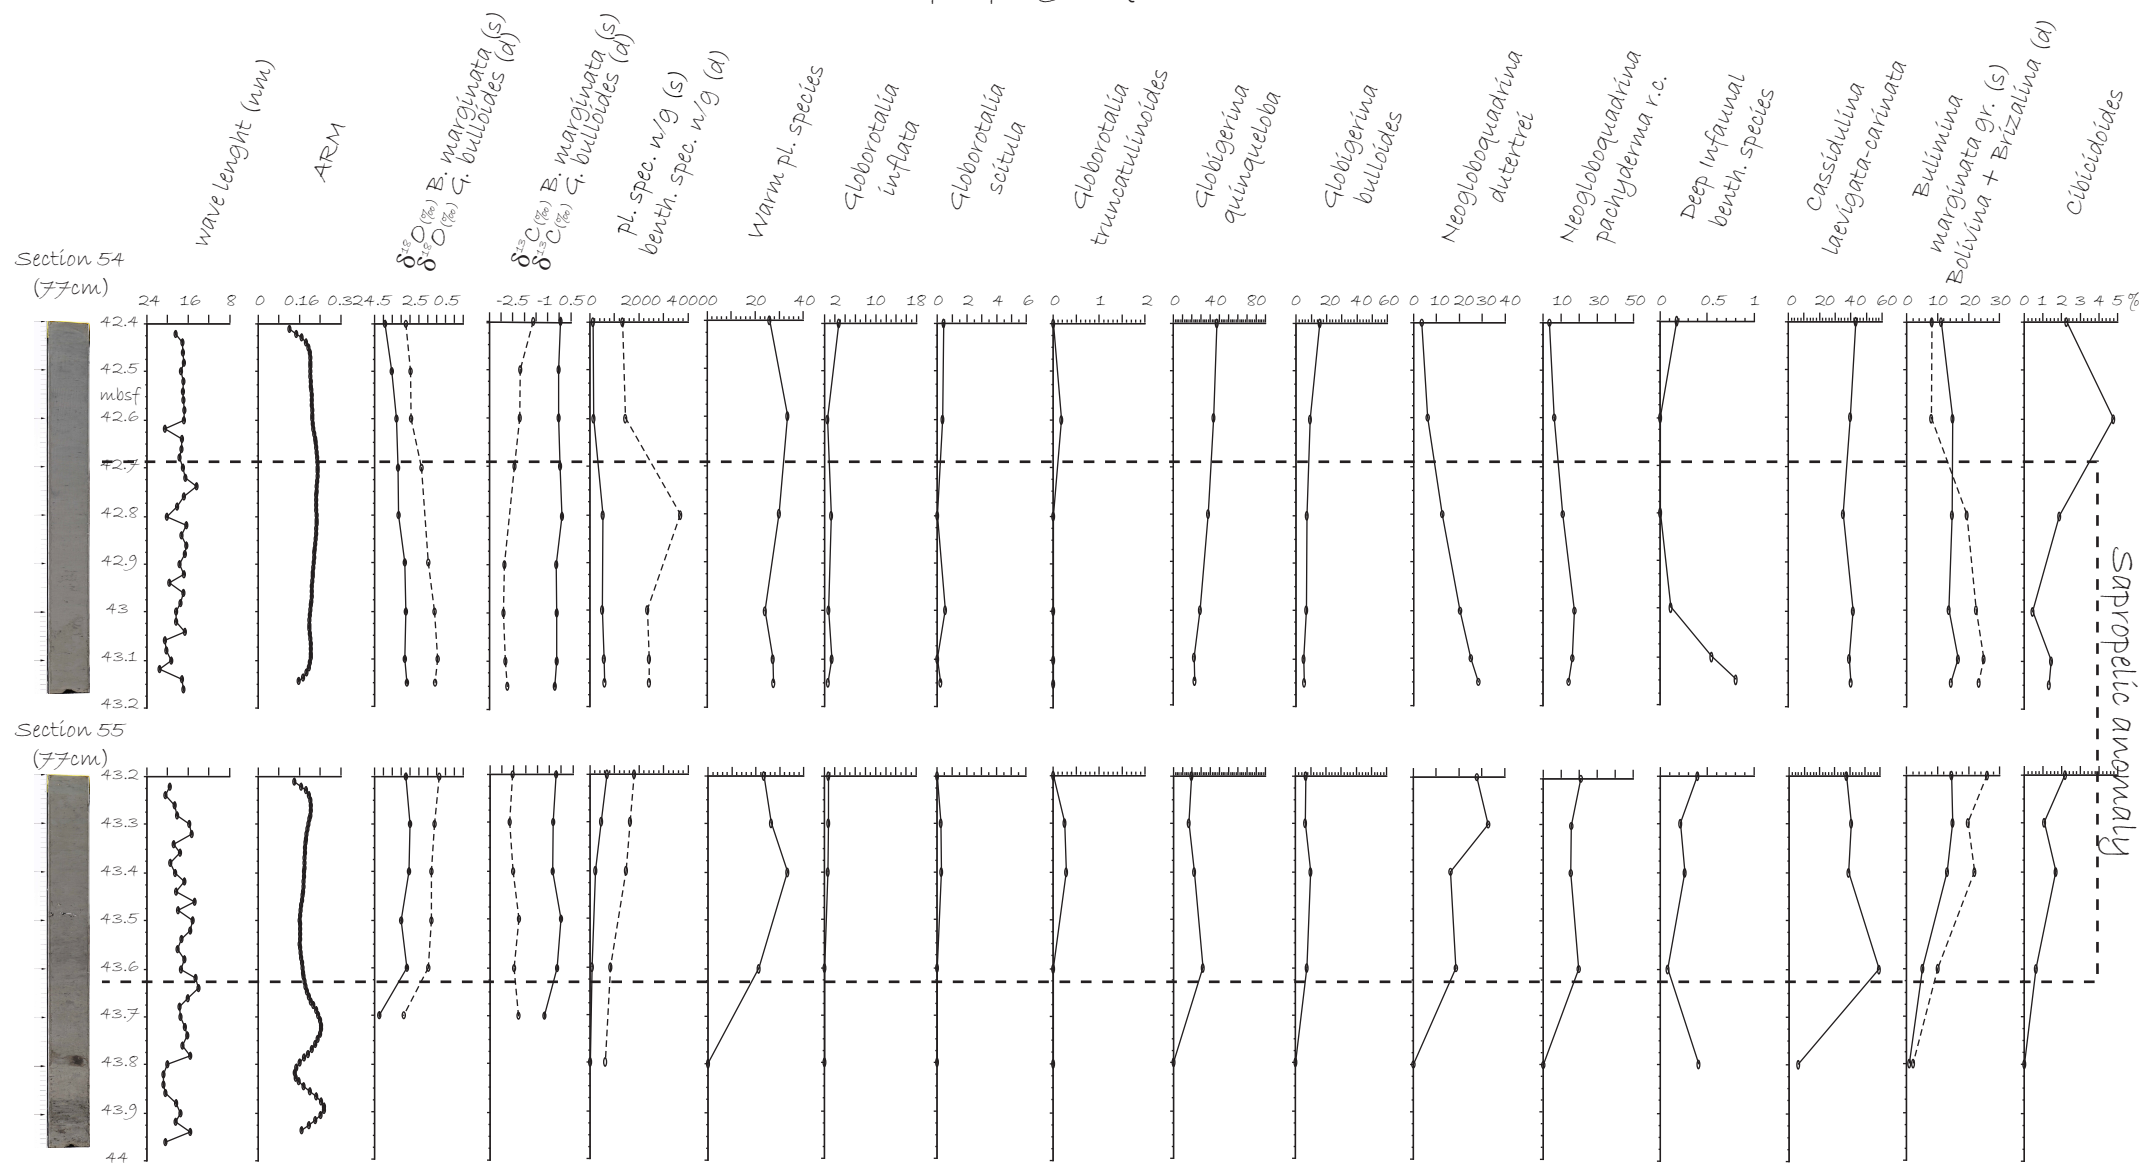 wave lenght (nm)
ARM
δ18O(‰) B. marginata (s)
δ18O(‰) G. bulloides (d)
δ13C(‰) B. marginata (s)
δ13C(‰) G. bulloides (d)
pl. spec. n/g (s)
benth. spec. n/g (d)
Warm pl. species
Globorotalia
inflata
Globorotalia
scitula
Globorotalia
truncatulinoides
Globigerina
quinqueloba
Globigerina
bulloides
Neogloboquadrina
dutertrei
Neogloboquadrina
pachyderma r.c.
Deep Infaunal
benth. species
Cassidulina
laevigata-carinata
Bulimina
marginata gr. (s)
Bolivina + Brizalina (d)
Cibicidoides
Section 54
(77cm)
24 16 8 0 0.16 0.32 4.5 2.5 0.5 -2.5 -1 0.5 0 2000 4000 0 20 40 2 10 18 0 2 4 6 0 1 2 0 40 80 0 20 40 60 0 10 20 30 40 10 30 50 0 0.5 1 0 20 40 60 0 10 20 30 0 1 2 3 4 5%
42.4
42.5
mbsf
42.6
42.7
42.8
42.9
43
43.1
43.2
Section 55
(77cm)
43.2
43.3
43.4
43.5
43.6
43.7
43.8
43.9
44
Sapropelic anomaly